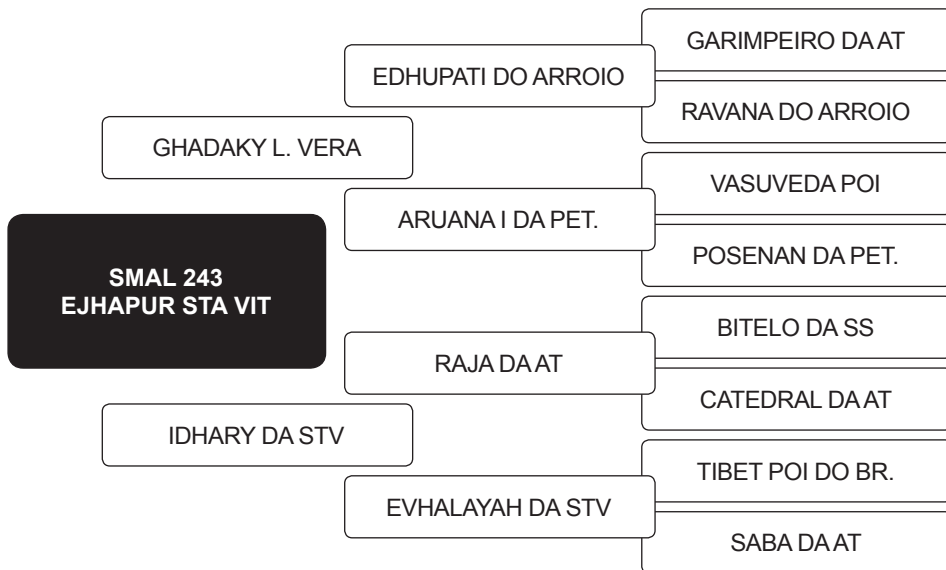 GARIMPEIRO DA AT
EDHUPATI DO ARROIO
RAVANA DO ARROIO
GHADAKY L. VERA
VASUVEDA POI
ARUANA I DA PET.
POSENAN DA PET.
SMAL 243
EJHAPUR STA VIT
BITELO DA SS
RAJA DA AT
CATEDRAL DA AT
IDHARY DA STV
TIBET POI DO BR.
EVHALAYAH DA STV
SABA DA AT